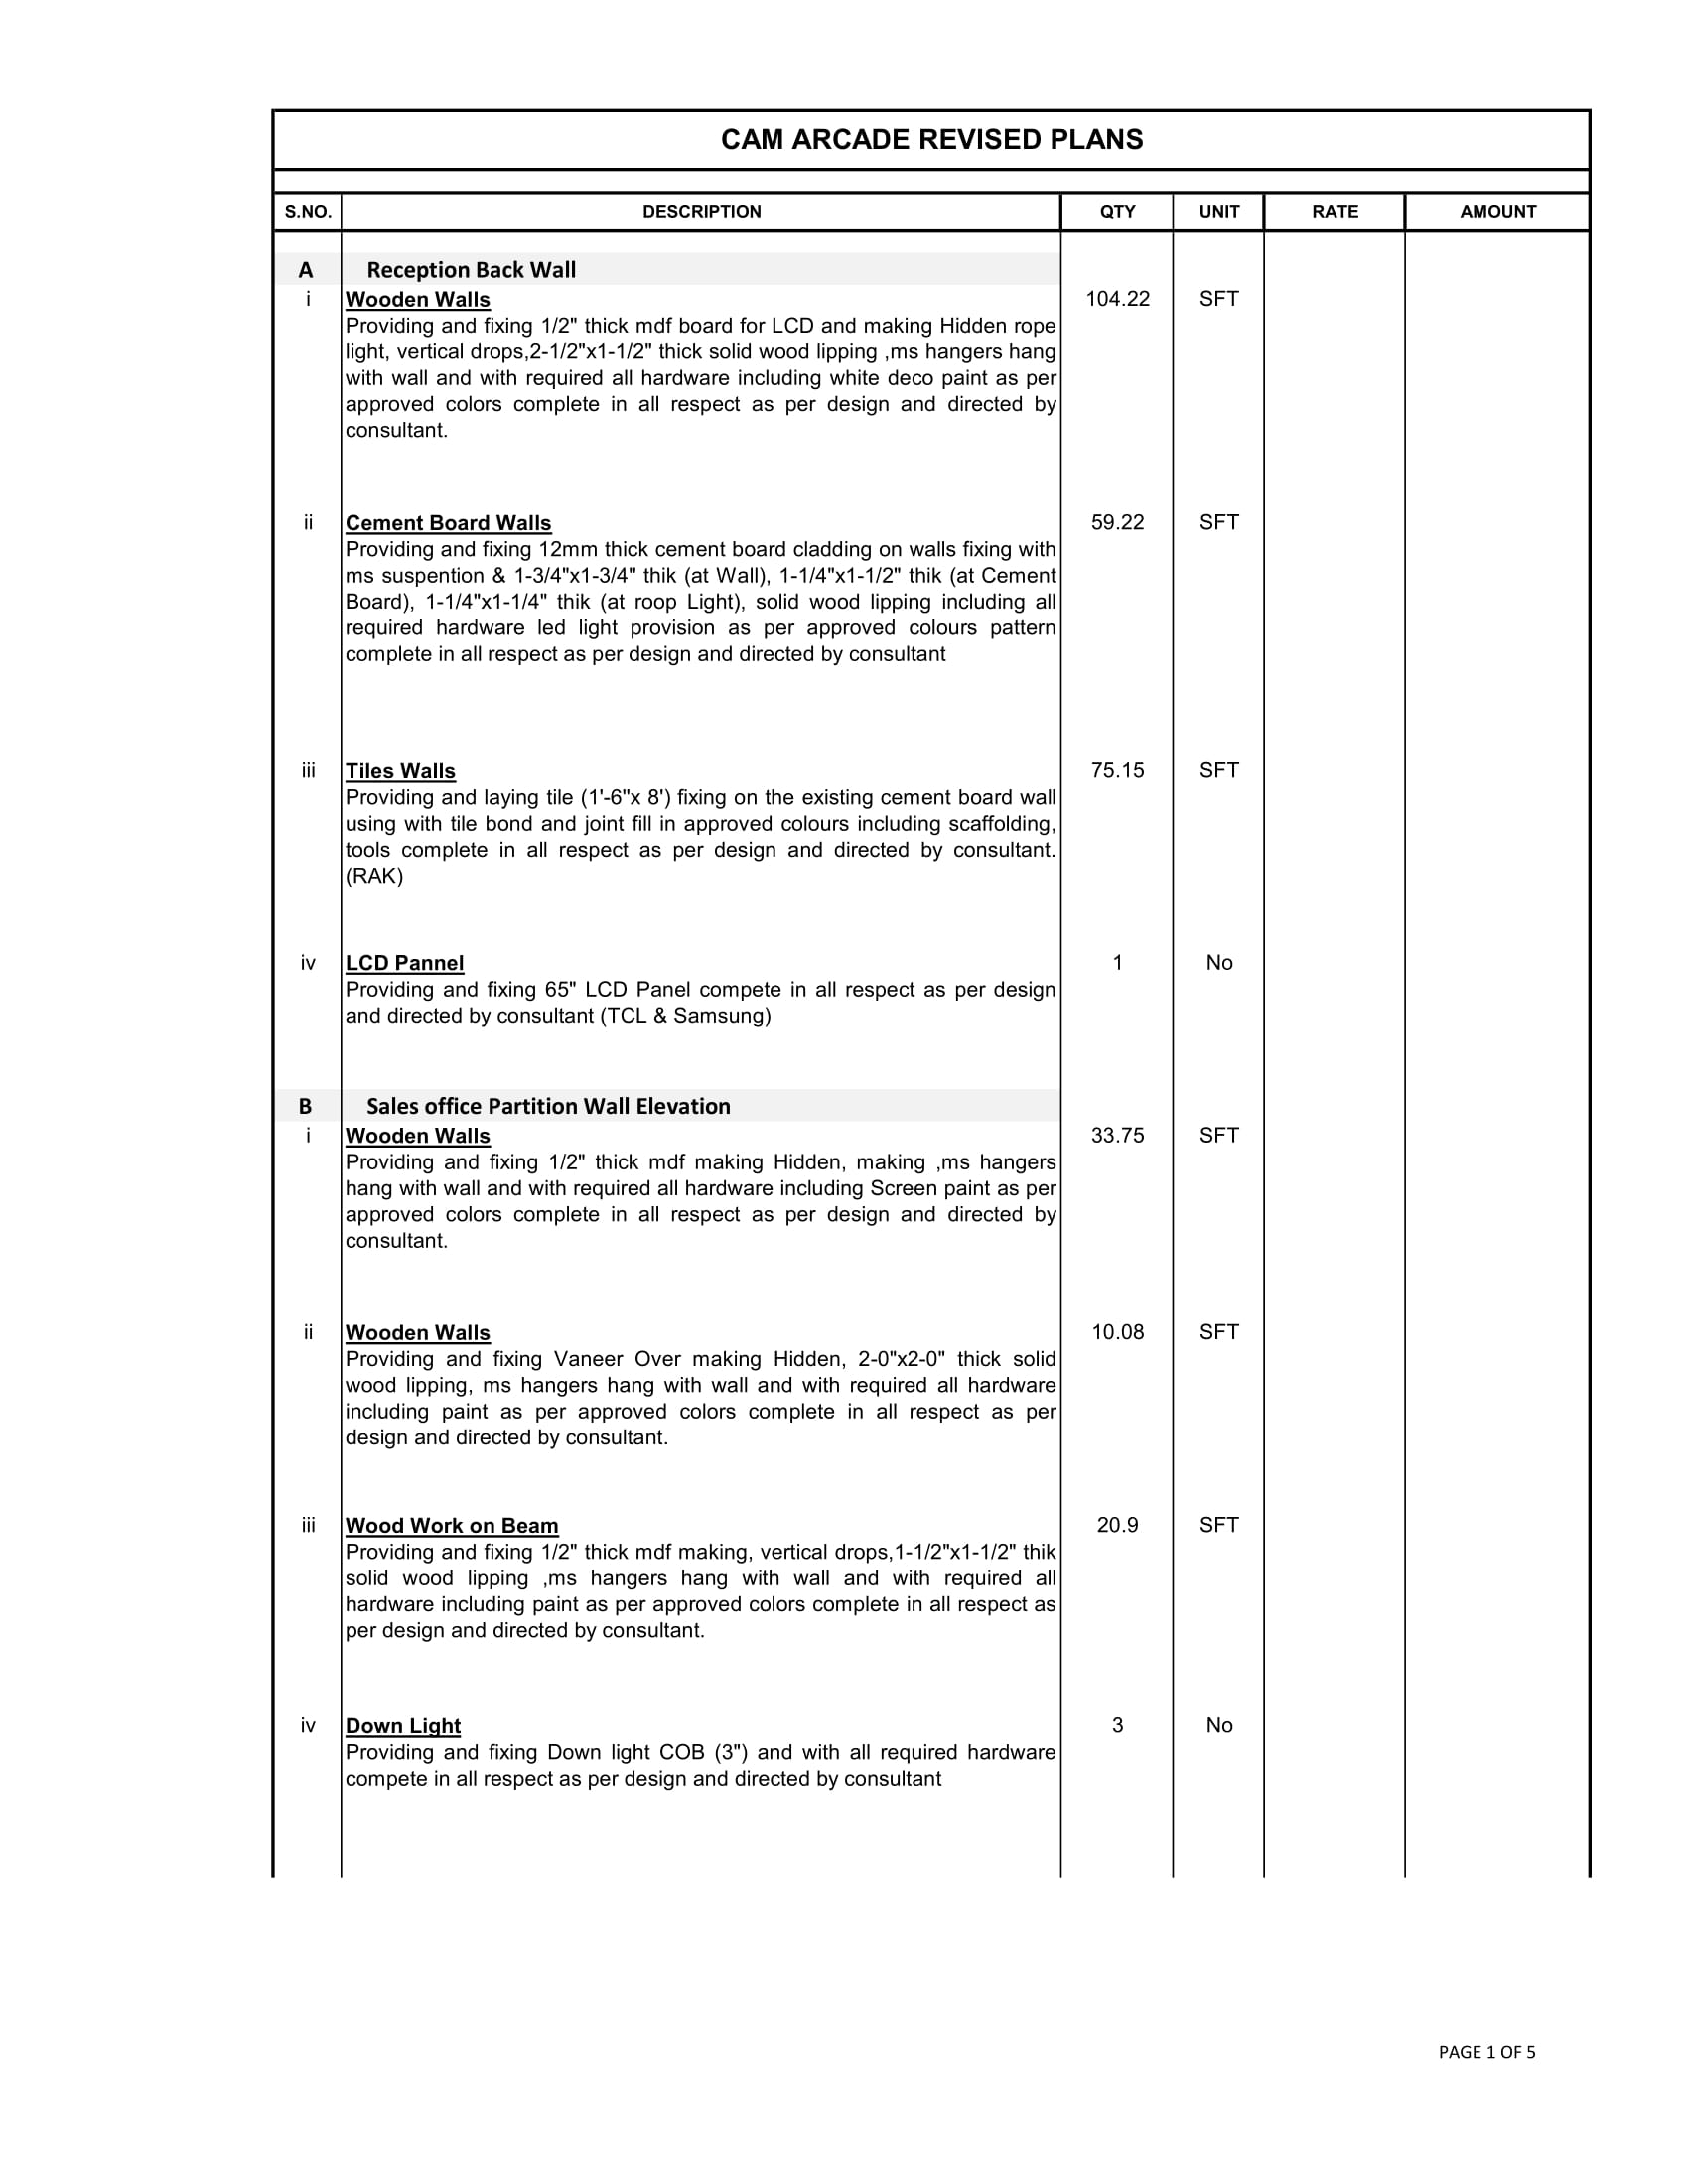 CAM ARCADE REVISED PLANS
S.NO. DESCRIPTION QTY UNIT RATE AMOUNT
A Reception Back Wall
i Wooden Walls 104.22 SFT
Providing and fixing 1/2" thick mdf board for LCD and making Hidden rope
light, vertical drops,2-1/2"x1-1/2" thick solid wood lipping ,ms hangers hang
with wall and with required all hardware including white deco paint as per
approved colors complete in all respect as per design and directed by
consultant.
ii Cement Board Walls 59.22 SFT
Providing and fixing 12mm thick cement board cladding on walls fixing with
ms suspention & 1-3/4"x1-3/4" thik (at Wall), 1-1/4"x1-1/2" thik (at Cement
Board), 1-1/4"x1-1/4" thik (at roop Light), solid wood lipping including all
required hardware led light provision as per approved colours pattern
complete in all respect as per design and directed by consultant
iii Tiles Walls 75.15 SFT
Providing and laying tile (1'-6"x 8') fixing on the existing cement board wall
using with tile bond and joint fill in approved colours including scaffolding,
tools complete in all respect as per design and directed by consultant.
(RAK)
iv LCD Pannel 1 No
Providing and fixing 65" LCD Panel compete in all respect as per design
and directed by consultant (TCL & Samsung)
B Sales office Partition Wall Elevation
i Wooden Walls 33.75 SFT
Providing and fixing 1/2" thick mdf making Hidden, making ,ms hangers
hang with wall and with required all hardware including Screen paint as per
approved colors complete in all respect as per design and directed by
consultant.
ii Wooden Walls 10.08 SFT
Providing and fixing Vaneer Over making Hidden, 2-0"x2-0" thick solid
wood lipping, ms hangers hang with wall and with required all hardware
including paint as per approved colors complete in all respect as per
design and directed by consultant.
iii Wood Work on Beam 20.9 SFT
Providing and fixing 1/2" thick mdf making, vertical drops,1-1/2"x1-1/2" thik
solid wood lipping ,ms hangers hang with wall and with required all
hardware including paint as per approved colors complete in all respect as
per design and directed by consultant.
iv Down Light 3 No
Providing and fixing Down light COB (3") and with all required hardware
compete in all respect as per design and directed by consultant
PAGE 1 OF 5